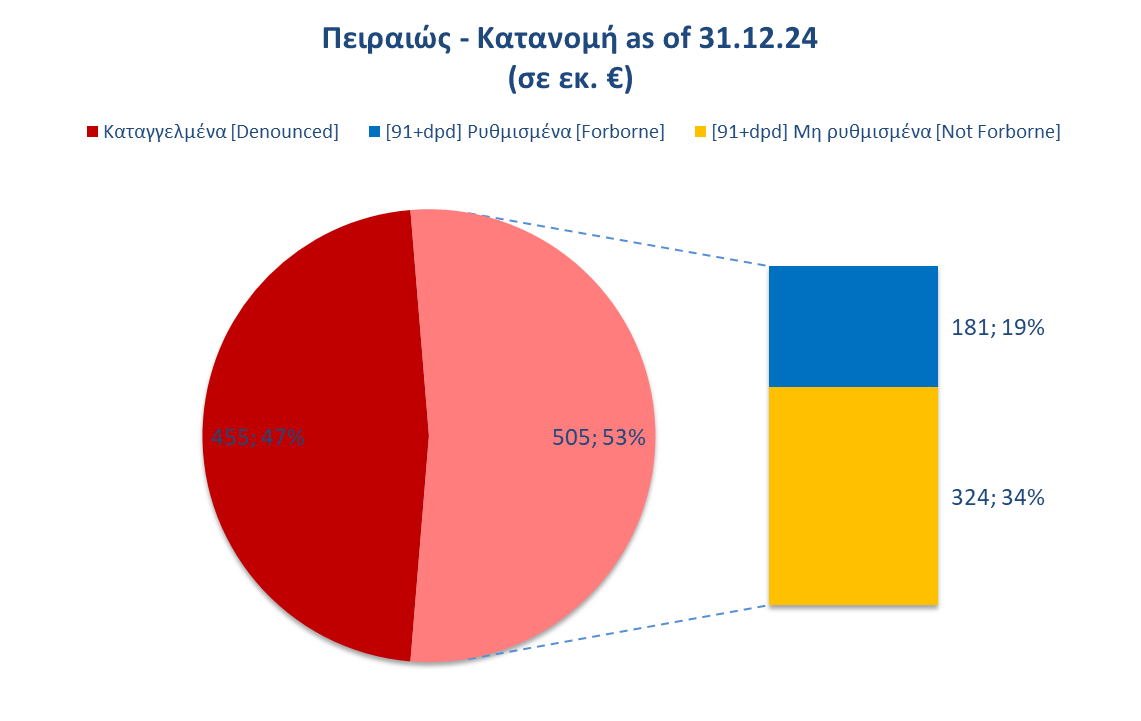 Πειραιώς - Κατανομή as of 31.12.24
(σε εκ. €)
Καταγγελμένα [Denounced] [91+dpd] Ρυθμισμένα [Forborne] [91+dpd] Μη ρυθμισμένα [Not Forborne]
181; 19%
455; 47% 505; 53%
324; 34%